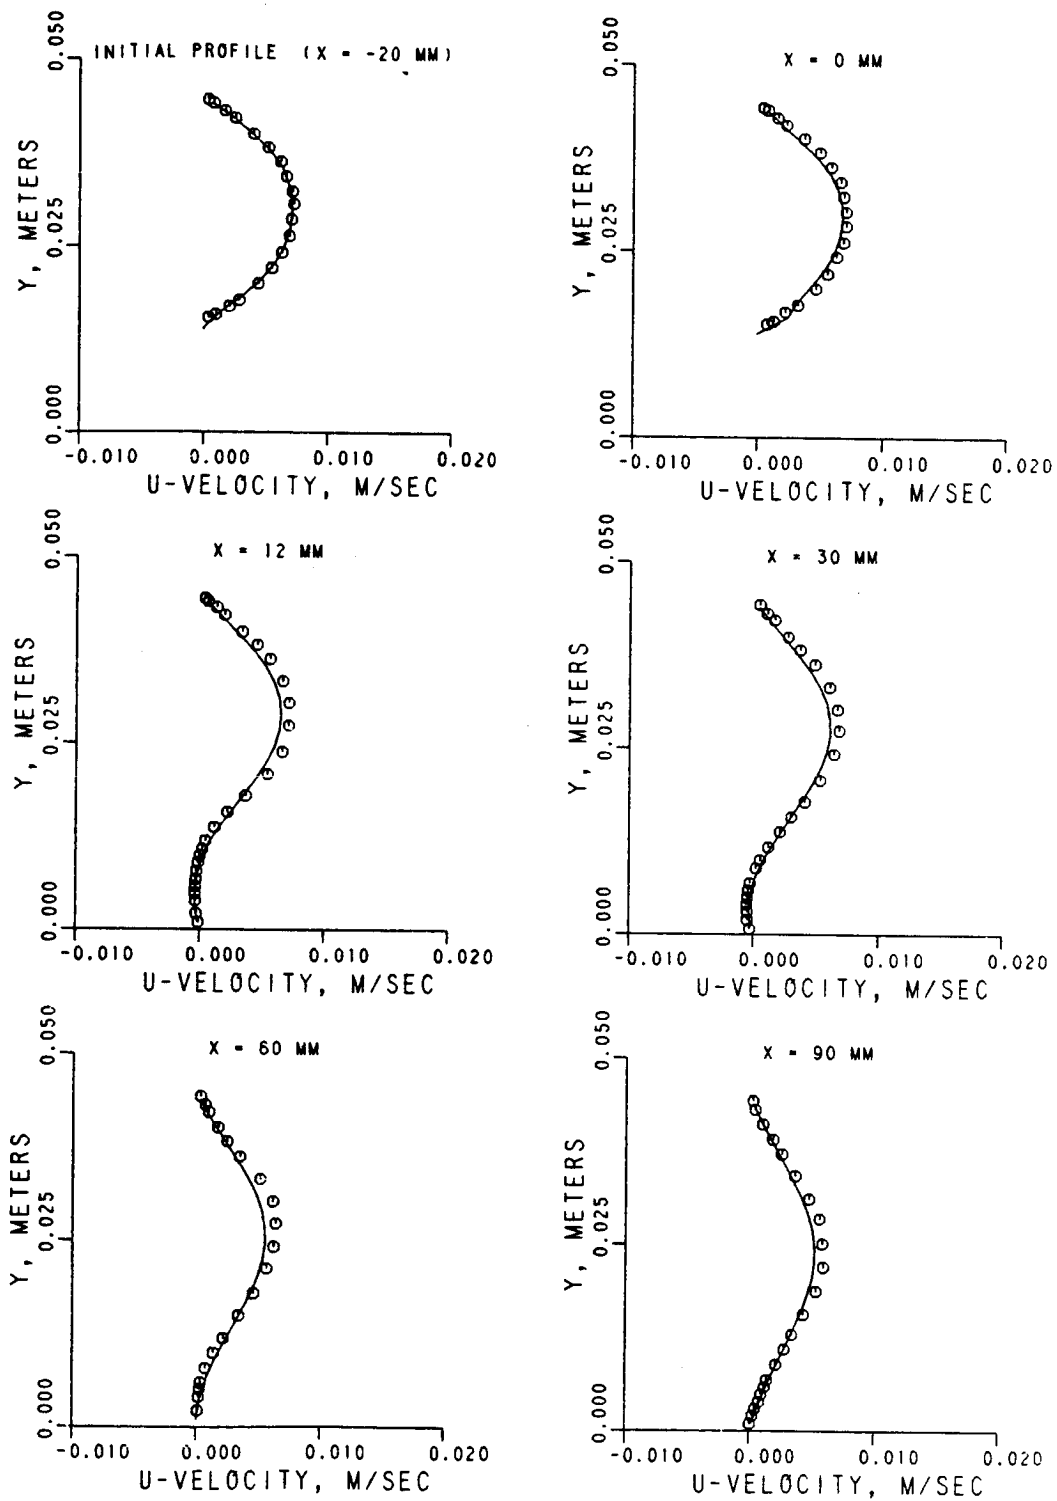 INITIAL PROFILE (X = -20 MM)
0.050
0.025
0.000
Y, METERS
-0.010 0.000 0.010 0.020
U-VELOCITY, M/SEC
X = 0 MM
0.050
0.025
0.000
Y, METERS
-0.010 0.000 0.010 0.020
U-VELOCITY, M/SEC
X = 12 MM
0.050
0.025
0.000
Y, METERS
-0.010 0.000 0.010 0.020
U-VELOCITY, M/SEC
X = 30 MM
0.050
0.025
0.000
Y, METERS
-0.010 0.000 0.010 0.020
U-VELOCITY, M/SEC
X = 60 MM
0.050
0.025
0.000
Y, METERS
-0.010 0.000 0.010 0.020
U-VELOCITY, M/SEC
X = 90 MM
0.050
0.025
0.000
Y, METERS
-0.010 0.000 0.010 0.020
U-VELOCITY, M/SEC